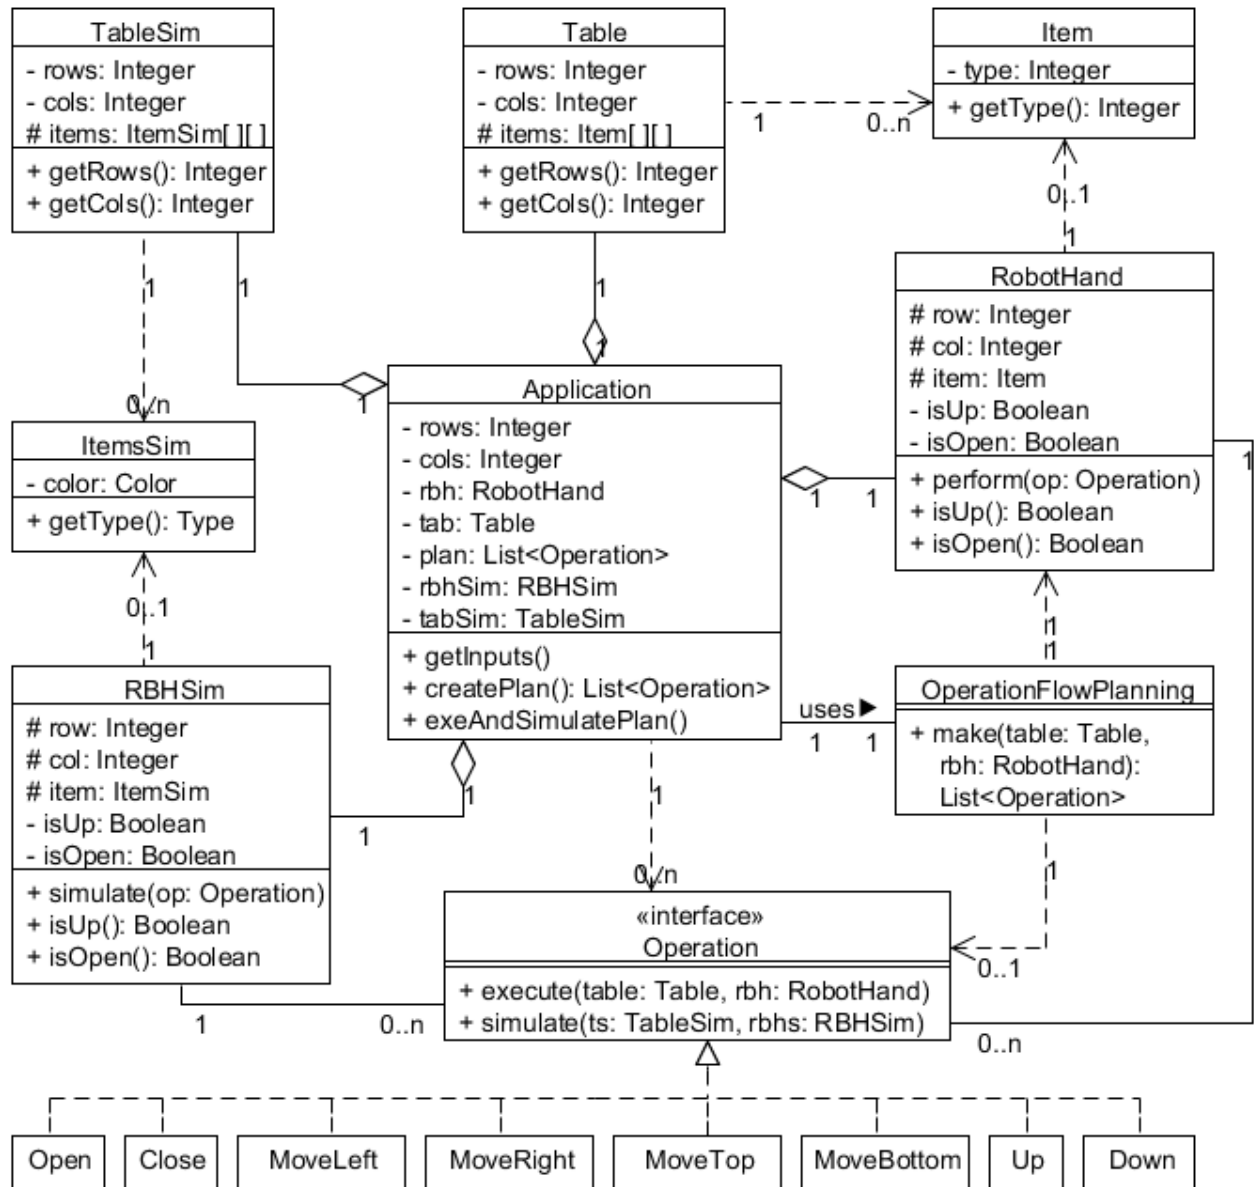 TableSim
- rows: Integer
- cols: Integer
# items: ItemSim[ ][ ]
+ getRows(): Integer
+ getCols(): Integer
Table
- rows: Integer
- cols: Integer
# items: Item[ ][ ]
+ getRows(): Integer
+ getCols(): Integer
Item
- type: Integer
+ getType(): Integer
1
0..n
0..1
1
1
1
1
1
0..n
1
RobotHand
# row: Integer
# col: Integer
# item: Item
- isUp: Boolean
- isOpen: Boolean
+ perform(op: Operation)
+ isUp(): Boolean
+ isOpen(): Boolean
Application
- rows: Integer
- cols: Integer
- rbh: RobotHand
- tab: Table
- plan: List<Operation>
- rbhSim: RBHSim
- tabSim: TableSim
+ getInputs()
+ createPlan(): List<Operation>
+ exeAndSimulatePlan()
ItemsSim
- color: Color
+ getType(): Type
1
1
1
0..1
1
1
1
RBHSim
# row: Integer
# col: Integer
# item: ItemSim
- isUp: Boolean
- isOpen: Boolean
+ simulate(op: Operation)
+ isUp(): Boolean
+ isOpen(): Boolean
uses
1
1
OperationFlowPlanning
+ make(table: Table,
rbh: RobotHand):
List<Operation>
1
1
1
1
0..n
0..1
«interface»
Operation
+ execute(table: Table, rbh: RobotHand)
+ simulate(ts: TableSim, rbhs: RBHSim)
1
0..n
0..n
Open
Close
MoveLeft
MoveRight
MoveTop
MoveBottom
Up
Down